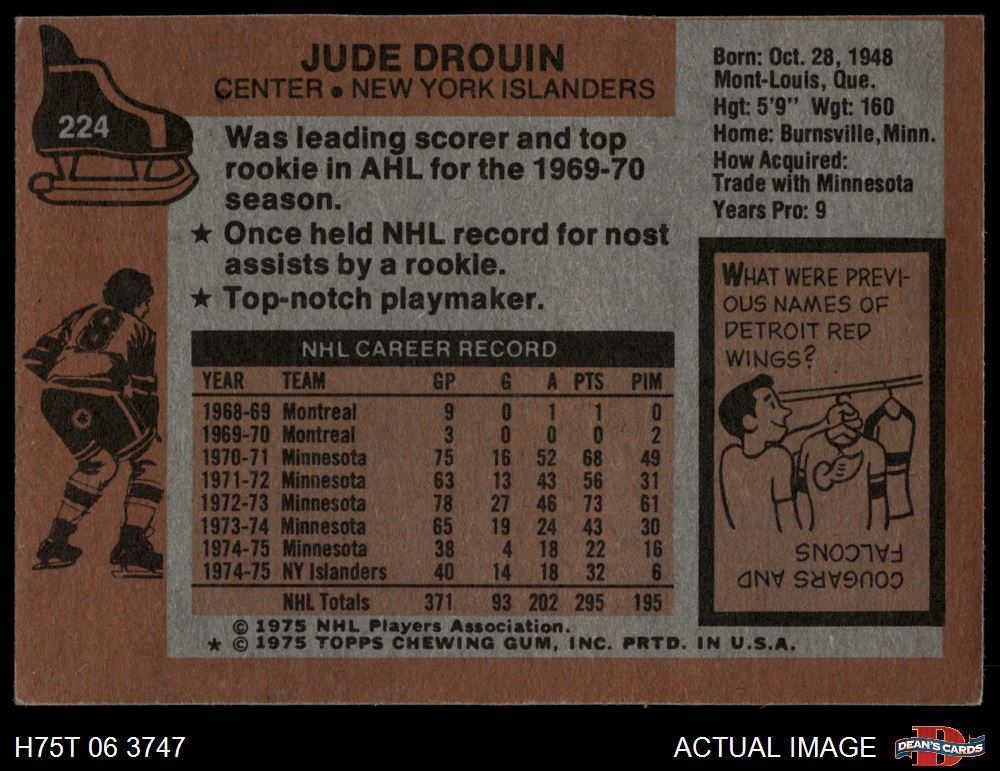 224
JUDE DROUIN
CENTER • NEW YORK ISLANDERS
Was leading scorer and top
rookie in AHL for the 1969-70
season.
★ Once held NHL record for nost
assists by a rookie.
★ Top-notch playmaker.
NHL CAREER RECORD
YEAR TEAM GP G A PTS PIM
1968-69 Montreal 9 0 1 1 0
1969-70 Montreal 3 0 0 0 2
1970-71 Minnesota 75 16 52 68 49
1971-72 Minnesota 63 13 43 56 31
1972-73 Minnesota 78 27 46 73 61
1973-74 Minnesota 65 19 24 43 30
1974-75 Minnesota 38 4 18 22 16
1974-75 NY Islanders 40 14 18 32 6
NHL Totals 371 93 202 295 195
© 1975 NHL Players Association.
★ © 1975 TOPPS CHEWING GUM, INC. PRTD. IN U.S.A.
Born: Oct. 28, 1948
Mont-Louis, Que.
Hgt: 5'9" Wgt: 160
Home: Burnsville, Minn.
How Acquired:
Trade with Minnesota
Years Pro: 9
WHAT WERE PREVI-
OUS NAMES OF
DETROIT RED
WINGS?
COUGARS AND
FALCONS
8
H75T 06 3747
ACTUAL IMAGE
D
DEAN'S CARDS